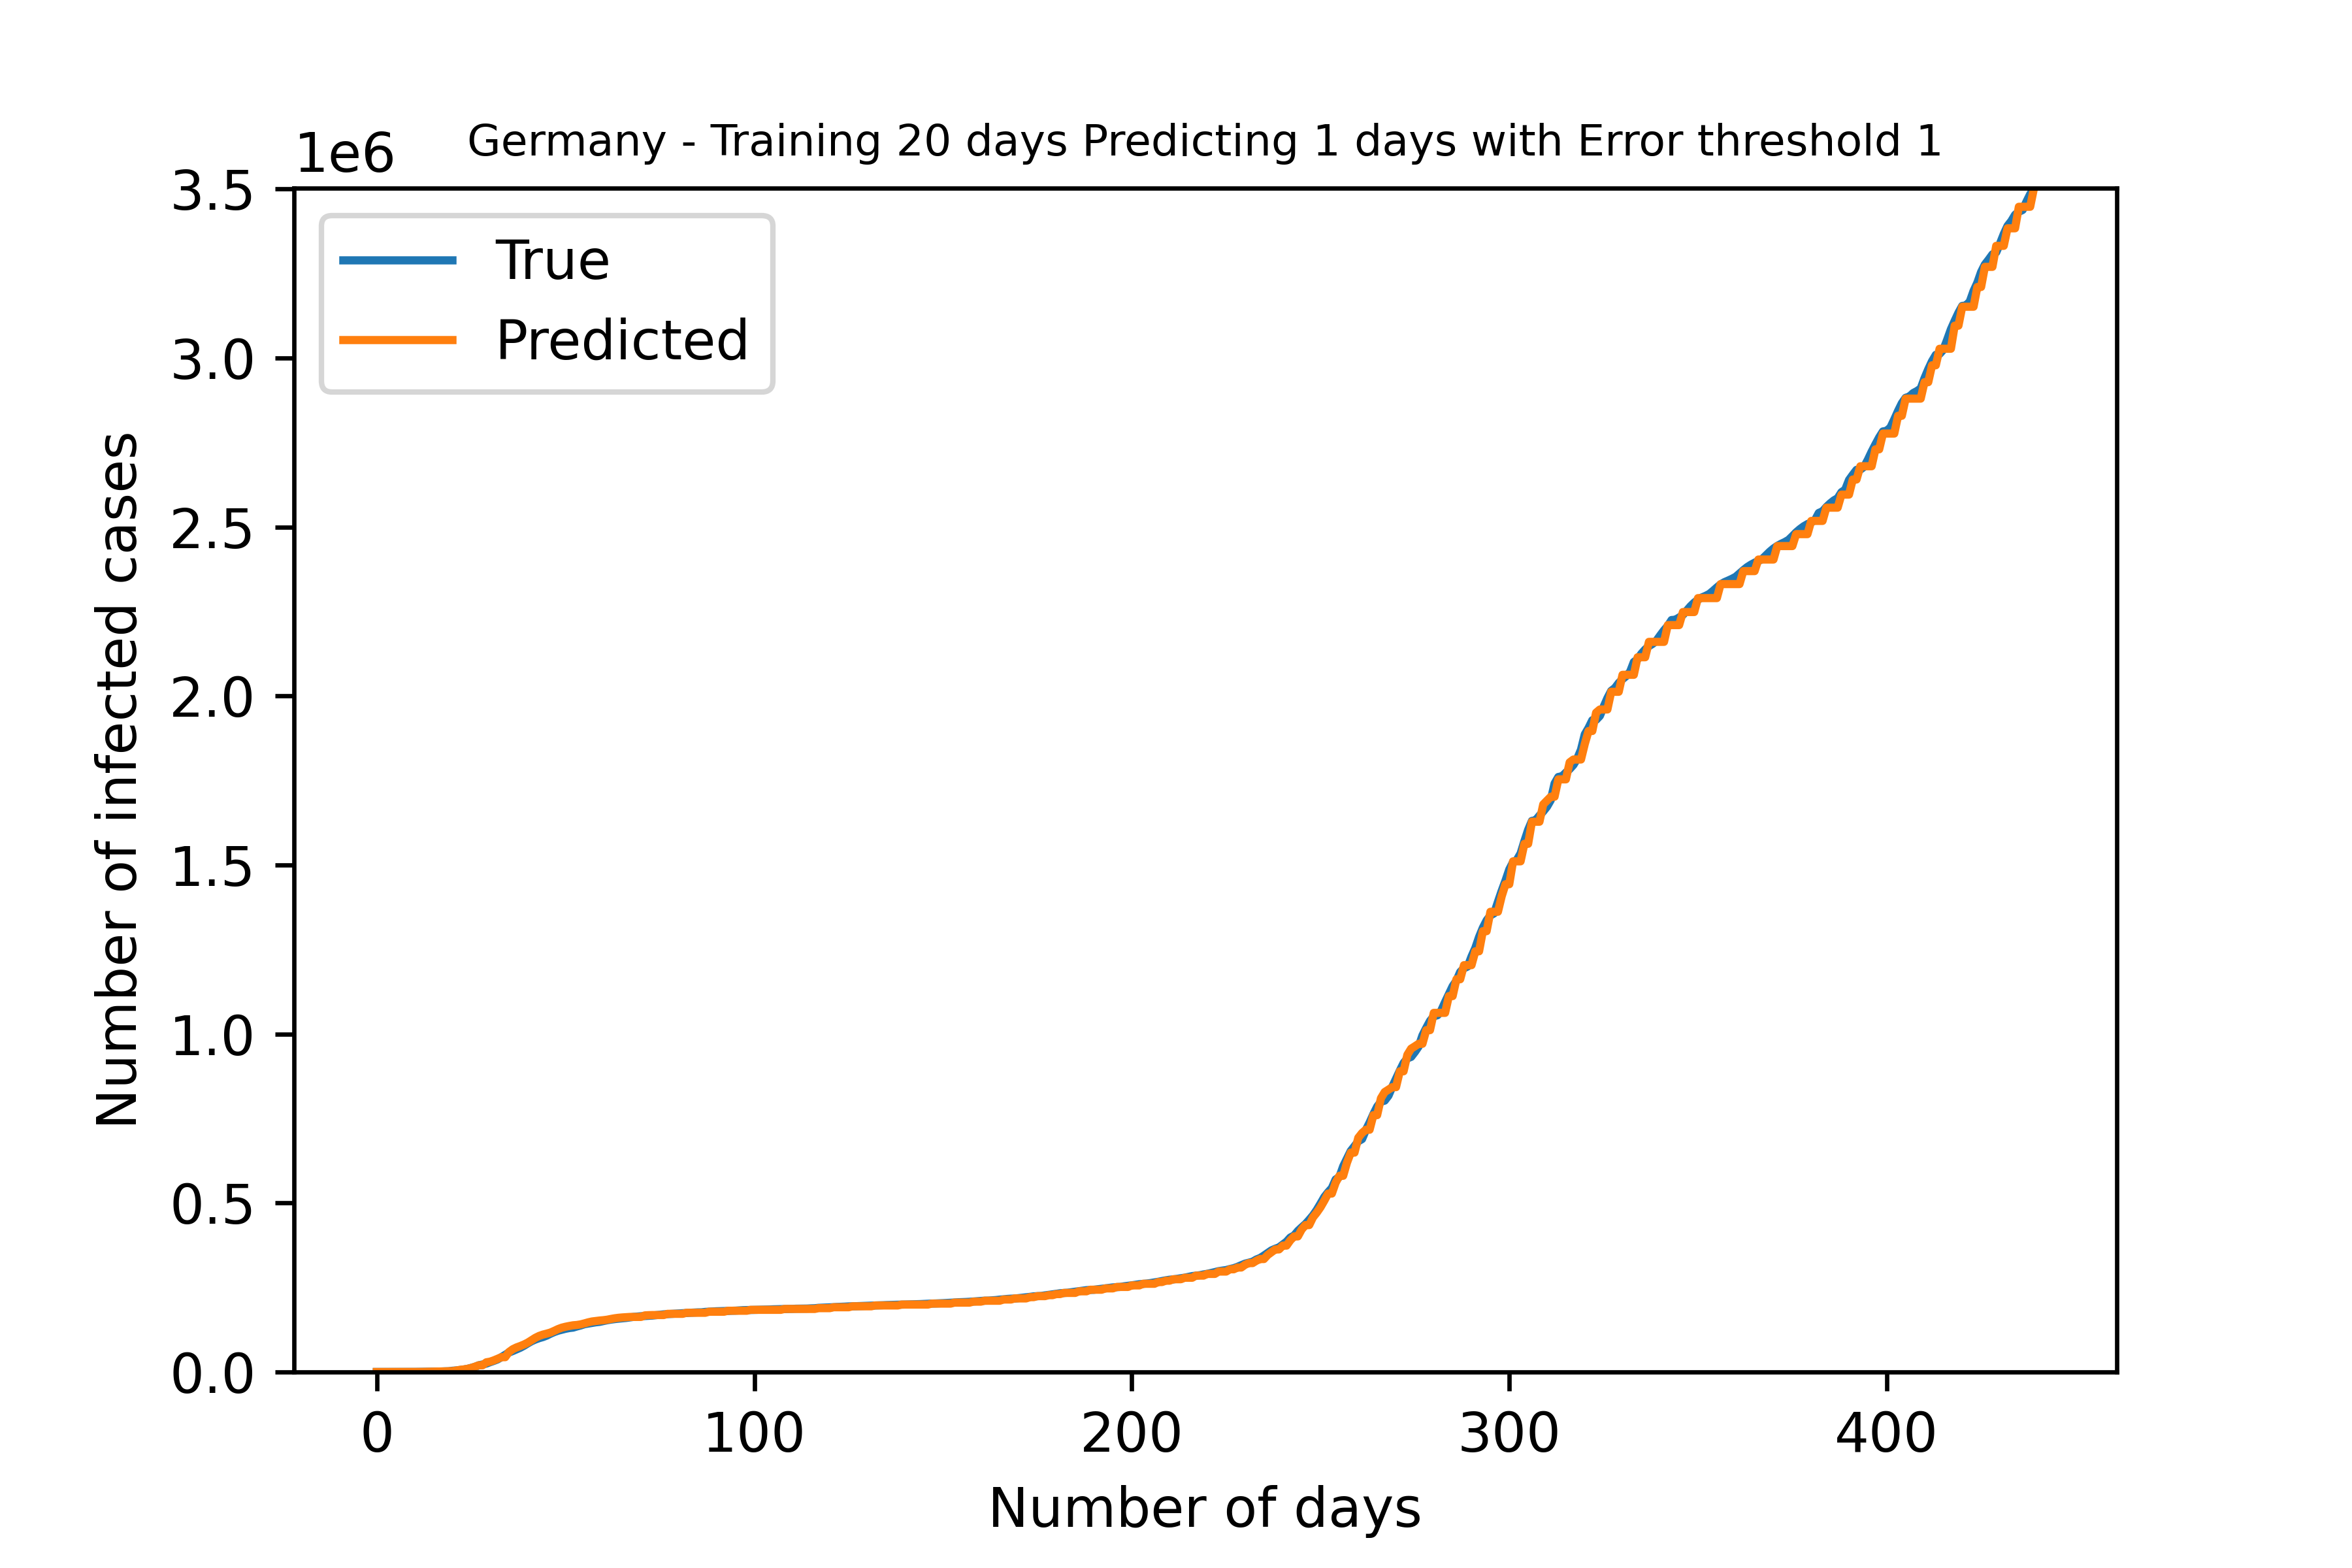 Germany - Training 20 days Predicting 1 days with Error threshold 1
1e6
True
Predicted
3.5
3.0
2.5
2.0
1.5
1.0
0.5
0.0
Number of infected cases
0 100 200 300 400
Number of days